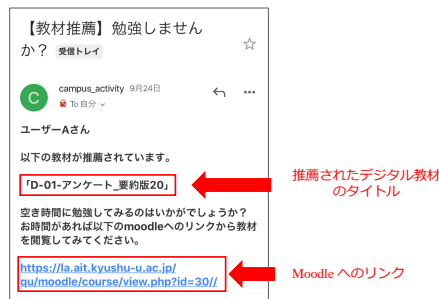 【教材推薦】勉強しません
か？ 受信トレイ
C
campus_activity 9月24日
To 自分
ユーザーAさん
以下の教材が推薦されています。
「D-01-アンケート_要約版20」
推薦されたデジタル教材
のタイトル
空き時間に勉強してみるのはいかがでしょうか？
お時間があれば以下のmoodleへのリンクから教材
を閲覧してみてください。
https://la.ait.kyushu-u.ac.jp/
qu/moodle/course/view.php?id=30//
Moodle へのリンク